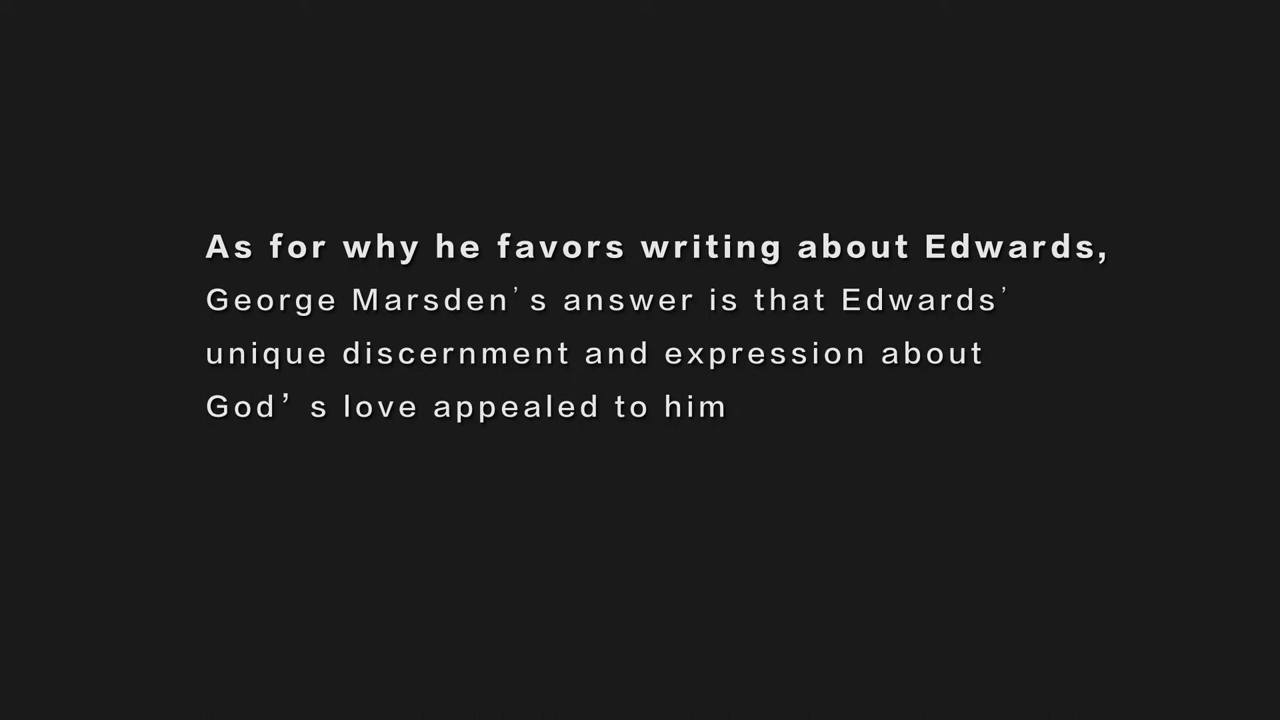 As for why he favors writing about Edwards,
George Marsden’s answer is that Edwards’
unique discernment and expression about
God’ s love appealed to him